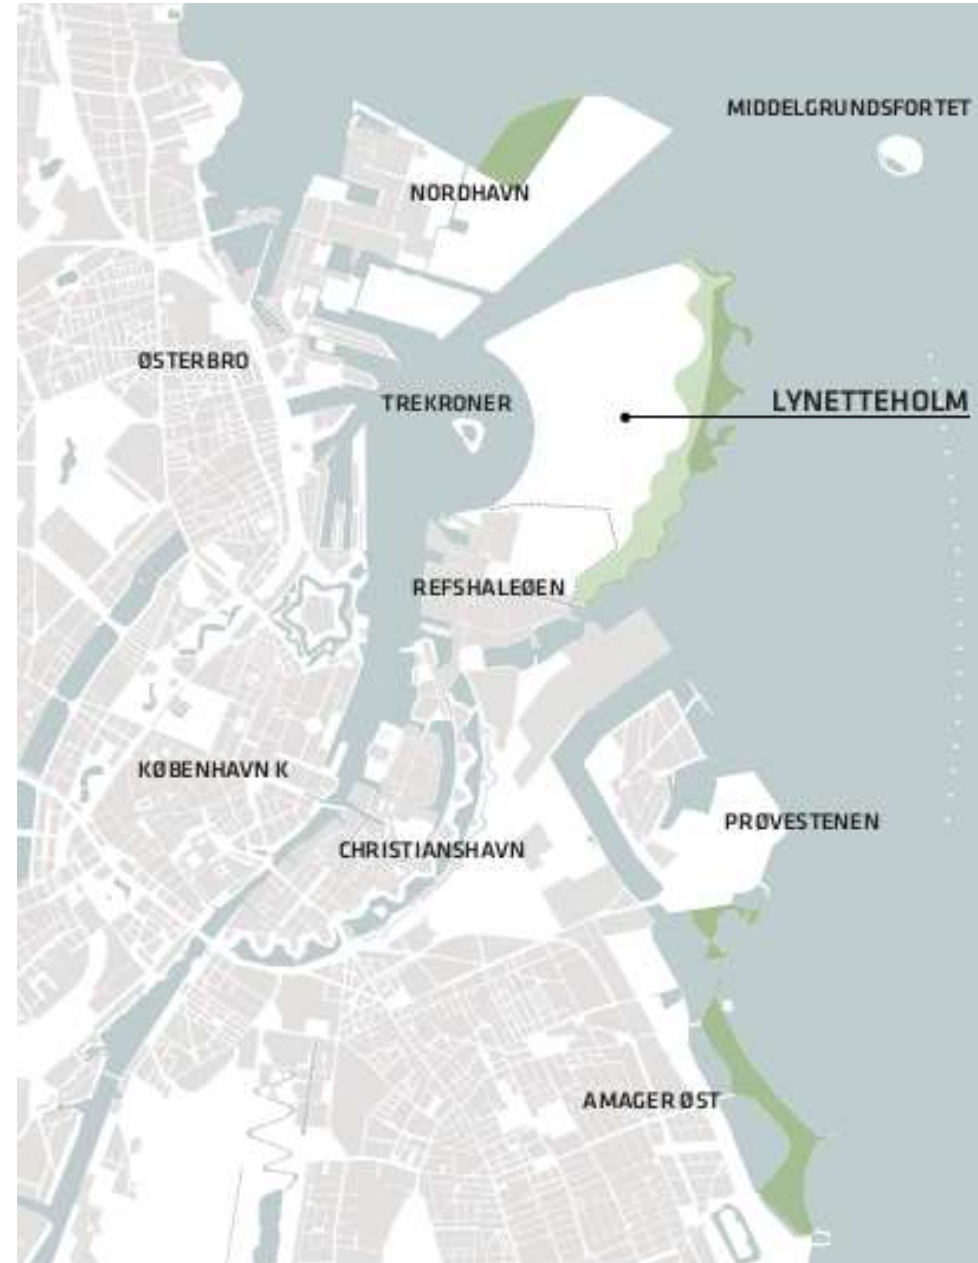 MIDDELGRUNDSFORTET
NORDHAVN
ØSTERBRO
TREKRONER
LYNETTEHOLM
REFSHALEØEN
KØBENHAVN K
PRØVESTENEN
CHRISTIANSHAVN
AMAGER ØST